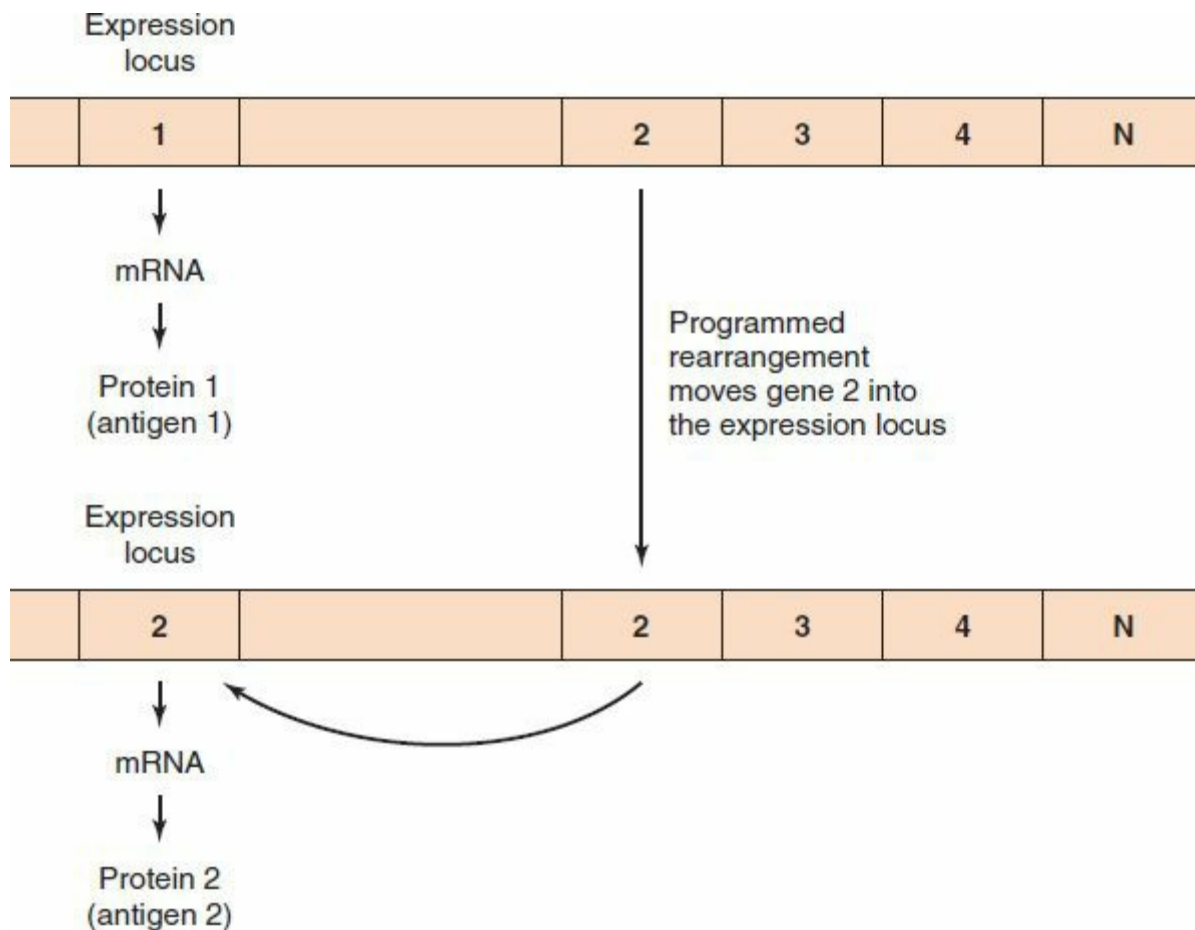 Expression
locus
1 2 3 4 N
mRNA
Protein 1
(antigen 1)
Programmed
rearrangement
moves gene 2 into
the expression locus
Expression
locus
2 2 3 4 N
mRNA
Protein 2
(antigen 2)